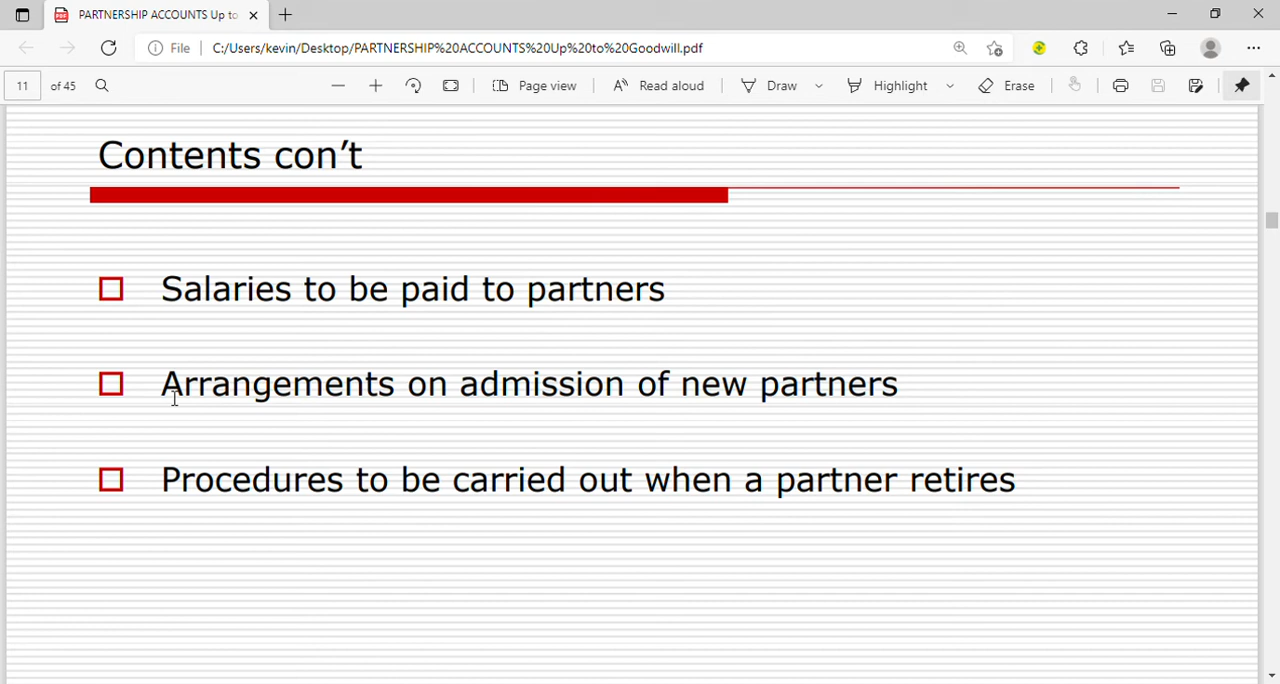 PARTNERSHIP ACCOUNTS Up to
File C:/Users/kevin/Desktop/PARTNERSHIP%20ACCOUNTS%20Up%20to%20Goodwill.pdf
11 of 45 Page view Read aloud Draw Highlight Erase
Contents con’t
Salaries to be paid to partners
Arrangements on admission of new partners
Procedures to be carried out when a partner retires